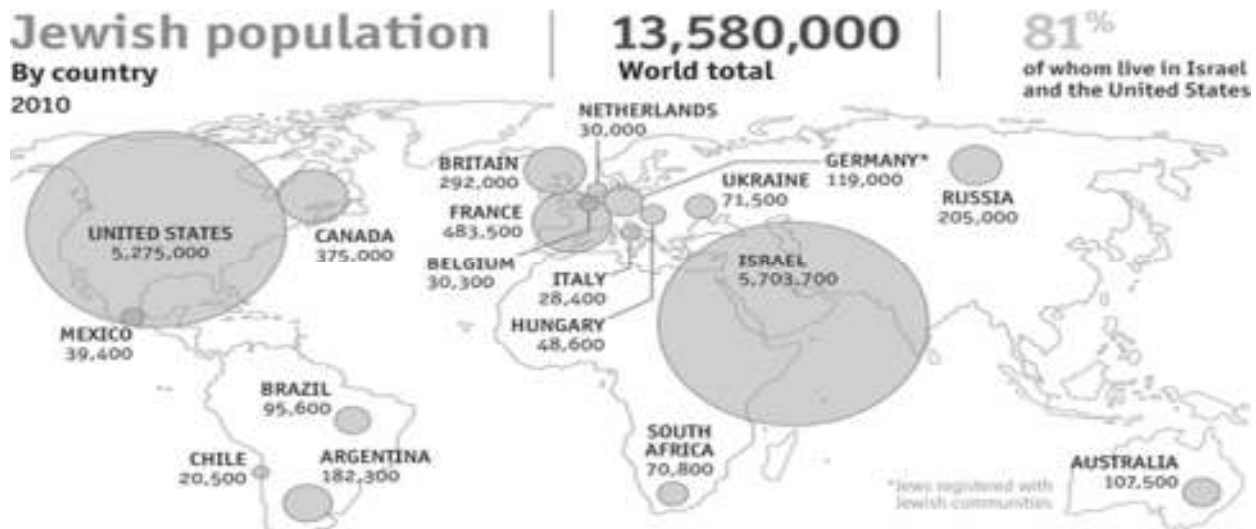 Jewish population
By country
2010
13,580,000
World total
81%
of whom live in Israel
and the United States
NETHERLANDS
30,000
BRITAIN
292,000
GERMANY*
119,000
UKRAINE
71,500
RUSSIA
205,000
FRANCE
483,500
UNITED STATES
5,275,000
CANADA
375,000
BELGIUM
30,300
ITALY
28,400
ISRAEL
5,703,700
HUNGARY
48,600
MEXICO
39,400
BRAZIL
95,600
CHILE
20,500
ARGENTINA
182,300
SOUTH
AFRICA
70,800
AUSTRALIA
107,500
*Jews registered with
Jewish communities